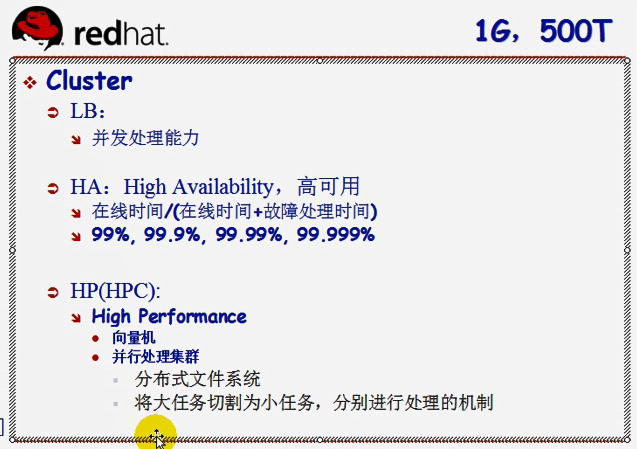 redhat.
1G，500T
Cluster
LB：
并发处理能力
HA：High Availability，高可用
在线时间/(在线时间+故障处理时间)
99%, 99.9%, 99.99%, 99.999%
HP(HPC):
High Performance
向量机
并行处理集群
分布式文件系统
将大任务切割为小任务，分别进行处理的机制